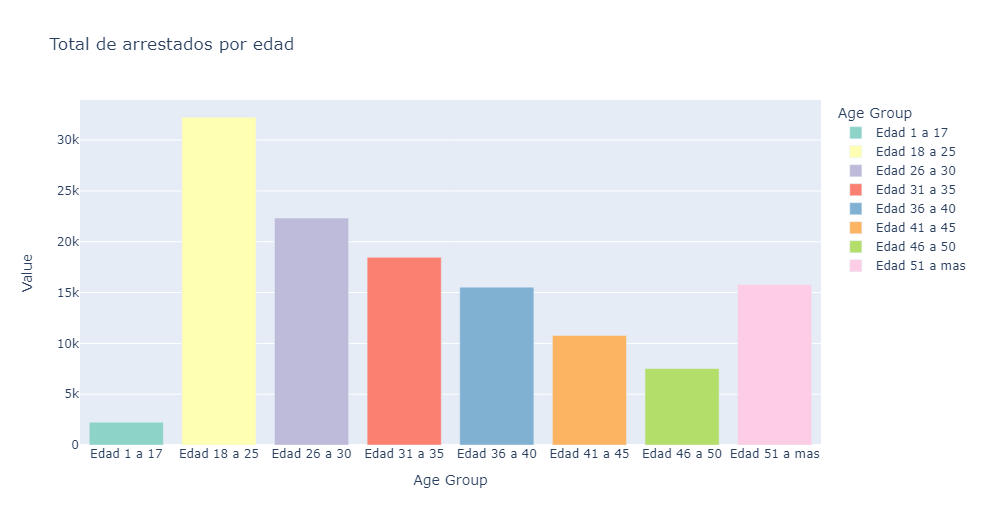 Total de arrestados por edad
Age Group
Edad 1 a 17
Edad 18 a 25
Edad 26 a 30
Edad 31 a 35
Edad 36 a 40
Edad 41 a 45
Edad 46 a 50
Edad 51 a mas
Value
30k
25k
20k
15k
10k
5k
0
Edad 1 a 17 Edad 18 a 25 Edad 26 a 30 Edad 31 a 35 Edad 36 a 40 Edad 41 a 45 Edad 46 a 50 Edad 51 a mas
Age Group